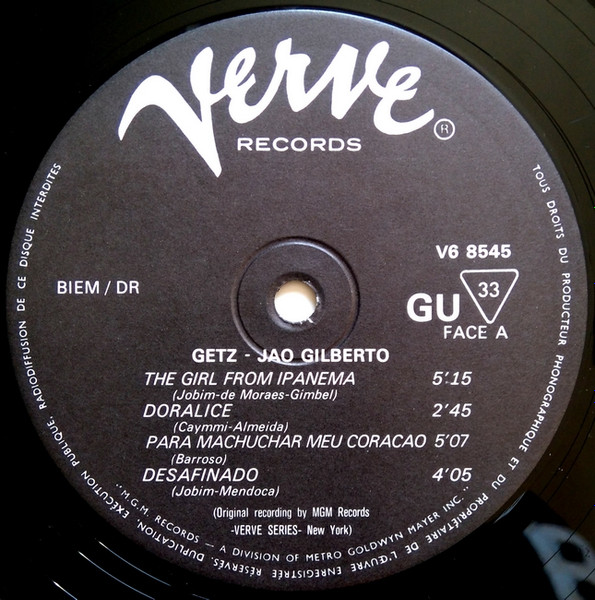 Verve ®
RECORDS
V6 8545
BIEM / DR
GU 33
FACE A
GETZ - JAO GILBERTO
THE GIRL FROM IPANEMA 5'.15
(Jobim-de Moraes-Gimbel)
DORALICE 2'45
(Caymmi-Almeida)
PARA MACHUCHAR MEU CORACAO 5'07
(Barroso)
DESAFINADO 4'05
(Jobim-Mendoca)
(Original recording by MGM Records
-VERVE SERIES- New York)
TOUS DROITS DU PRODUCTEUR PHONOGRAPHIQUE ET DU PROPRIÉTAIRE DE L'ŒUVRE ENREGISTRÉE RÉSERVÉS. DUPLICATION, EXÉCUTION PUBLIQUE, RADIODIFFUSION DE CE DISQUE INTERDITES
"M.G.M. RECORDS — A DIVISION OF METRO GOLDWYN MAYER INC."